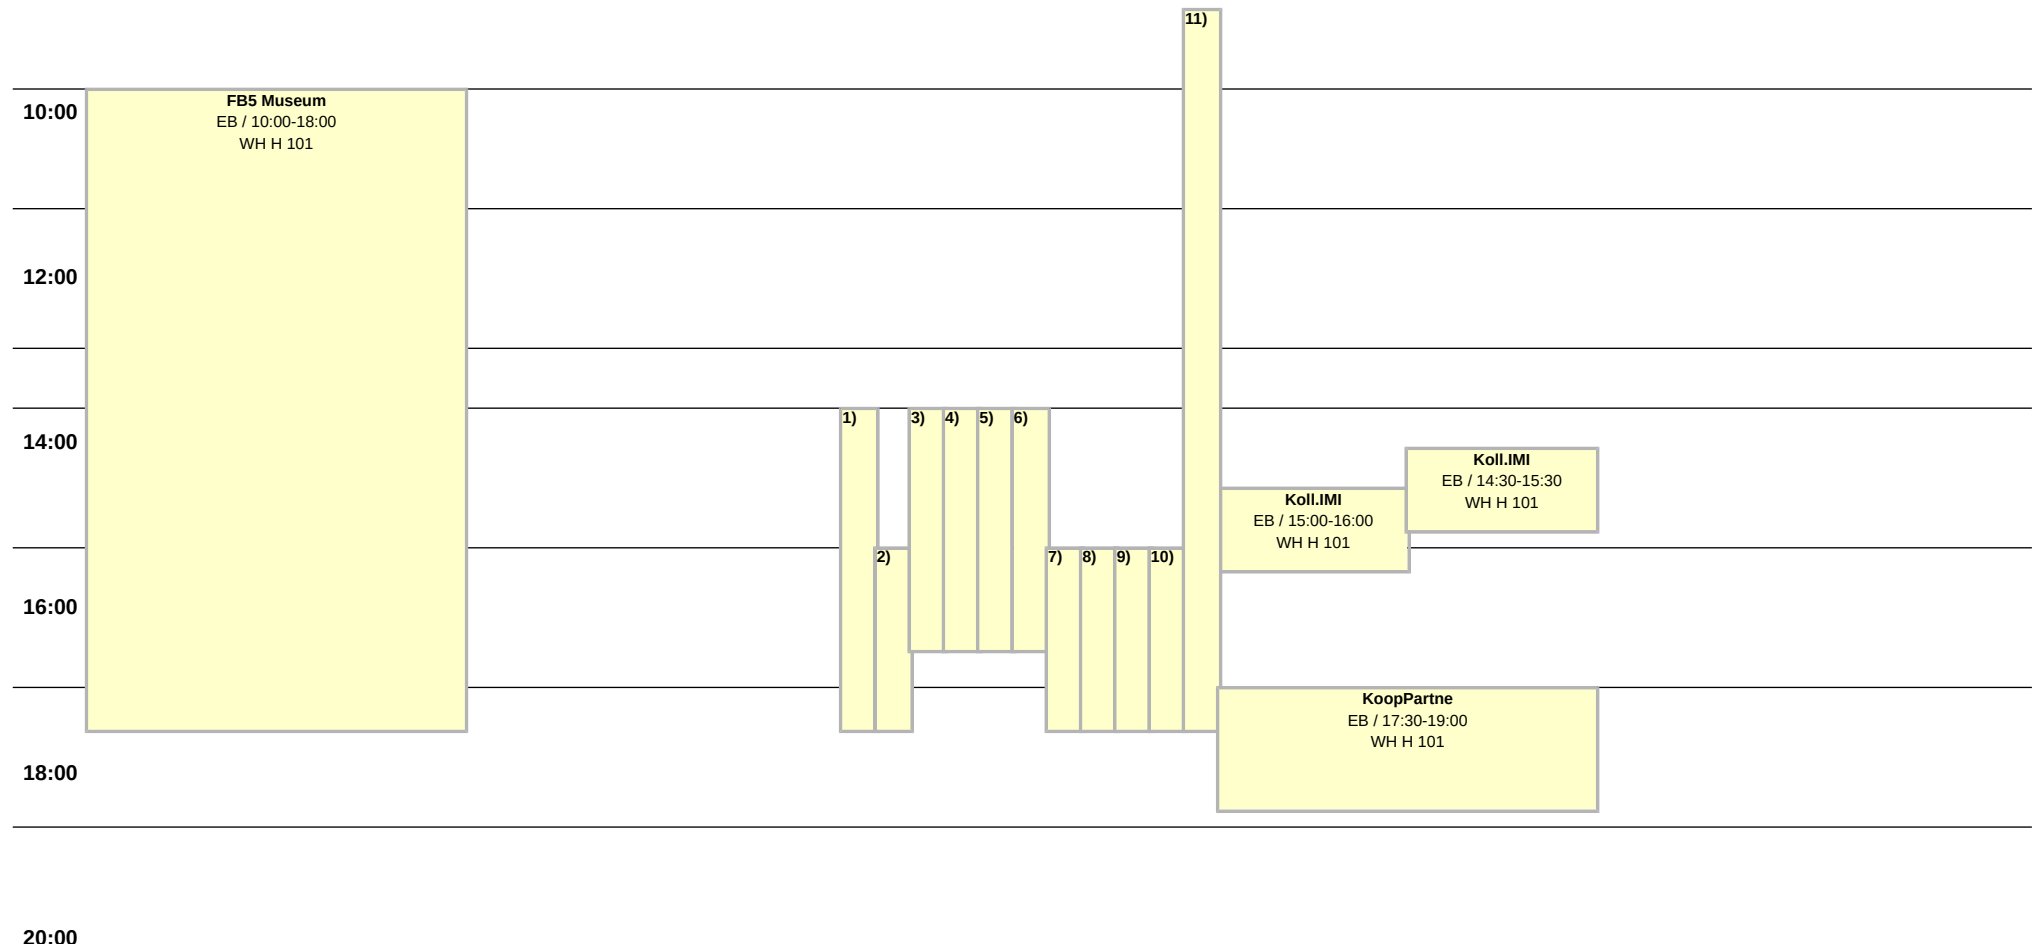 11)
10:00
FB5 Museum
EB / 10:00-18:00
WH H 101
12:00
14:00
1)
3)
4)
5)
6)
Koll.IMI
EB / 14:30-15:30
WH H 101
Koll.IMI
EB / 15:00-16:00
WH H 101
2)
7)
8)
9)
10)
16:00
KoopPartne
EB / 17:30-19:00
WH H 101
18:00
20:00